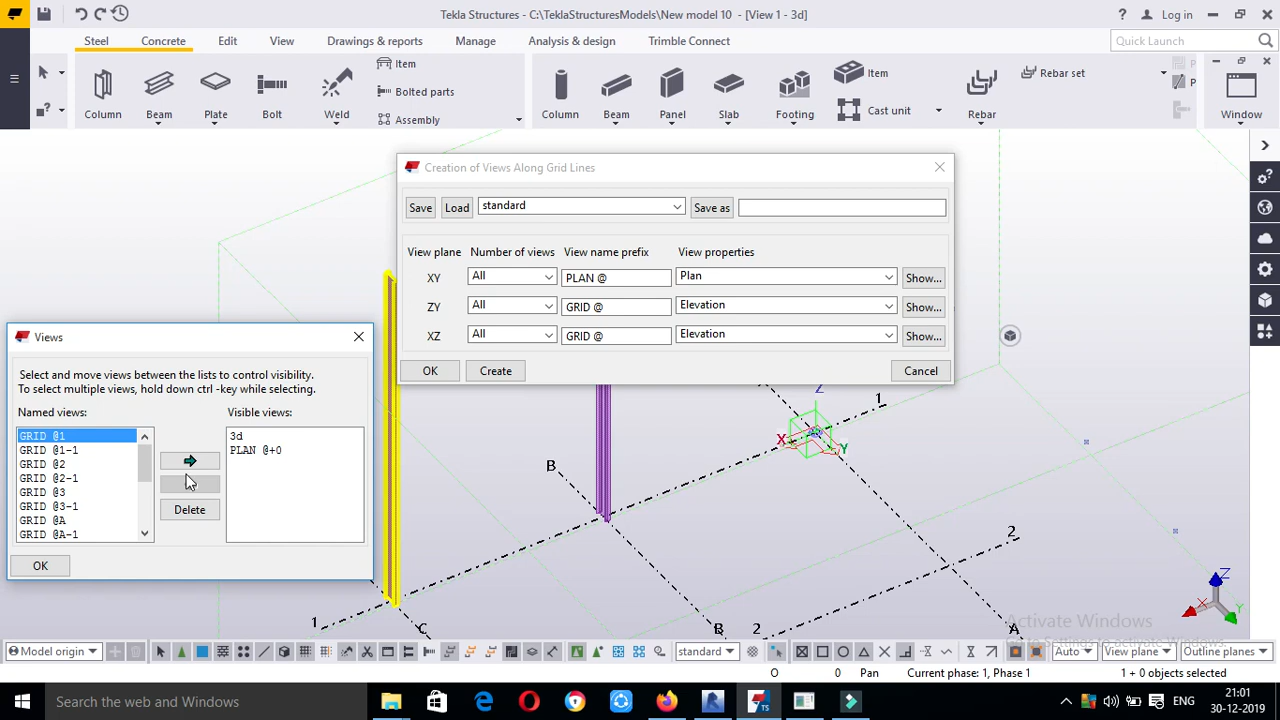 Tekla Structures - C:\TeklaStructuresModels\New model 10 - [View 1 - 3d]
Log in
Steel
Concrete
Edit
View
Drawings & reports
Manage
Analysis & design
Trimble Connect
Quick Launch
Column
Beam
Plate
Bolt
Weld
Item
Bolted parts
Assembly
Column
Beam
Panel
Slab
Footing
Item
Cast unit
Rebar
Rebar set
P
P
Window
Creation of Views Along Grid Lines
Save
Load
standard
Save as
View plane
Number of views
View name prefix
View properties
XY
All
PLAN @
Plan
Show...
ZY
All
GRID @
Elevation
Show...
XZ
All
GRID @
Elevation
Show...
OK
Create
Cancel
Views
Select and move views between the lists to control visibility.
To select multiple views, hold down ctrl -key while selecting.
Named views:
Visible views:
GRID @1
GRID @1-1
GRID @2
GRID @2-1
GRID @3
GRID @3-1
GRID @A
GRID @A-1
3d
PLAN @+0
Delete
OK
Z
1
X
Y
B
2
1
C
B
2
A
Z
X
Y
Activate Windows
Go to Settings to activate Windows.
Model origin
standard
Auto
View plane
Outline planes
O
0
Pan
Current phase: 1, Phase 1
1 + 0 objects selected
Search the web and Windows
TS
ENG
21:01
30-12-2019